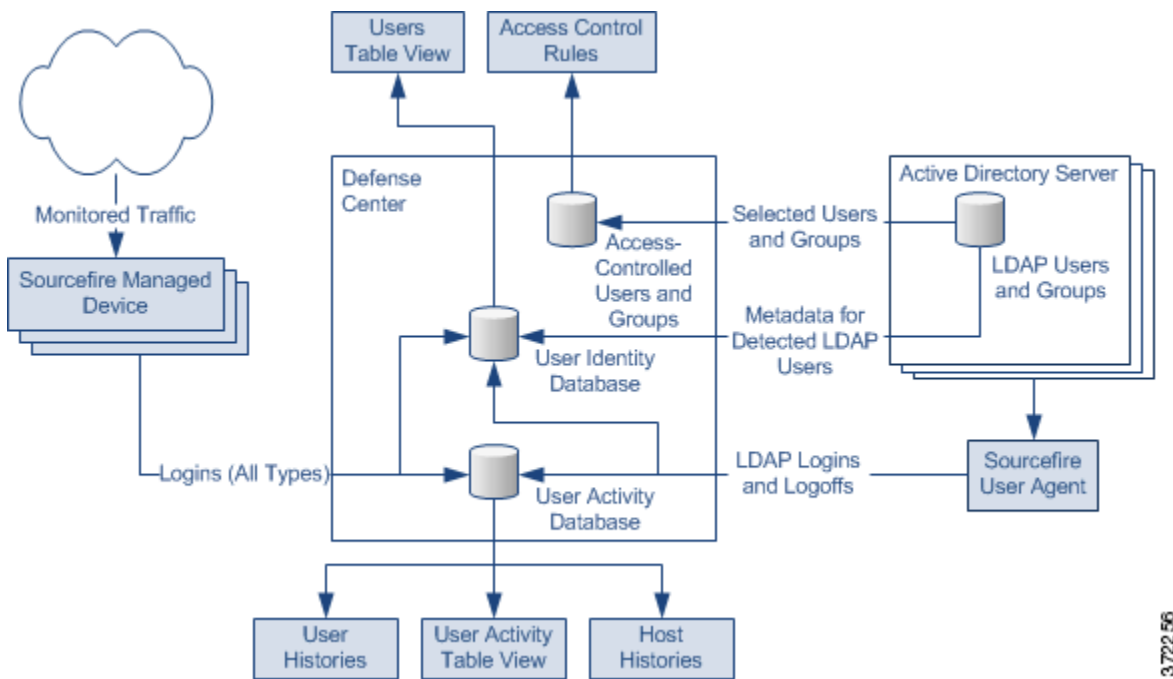 Users
Table View
Access Control
Rules
Monitored Traffic
Sourcefire Managed
Device
Defense
Center
Access-
Controlled
Users and
Groups
Selected Users
and Groups
Active Directory Server
LDAP Users
and Groups
Metadata for
Detected LDAP
Users
User Identity
Database
Logins (All Types)
User Activity
Database
LDAP Logins
and Logoffs
Sourcefire
User Agent
User
Histories
User Activity
Table View
Host
Histories
372256